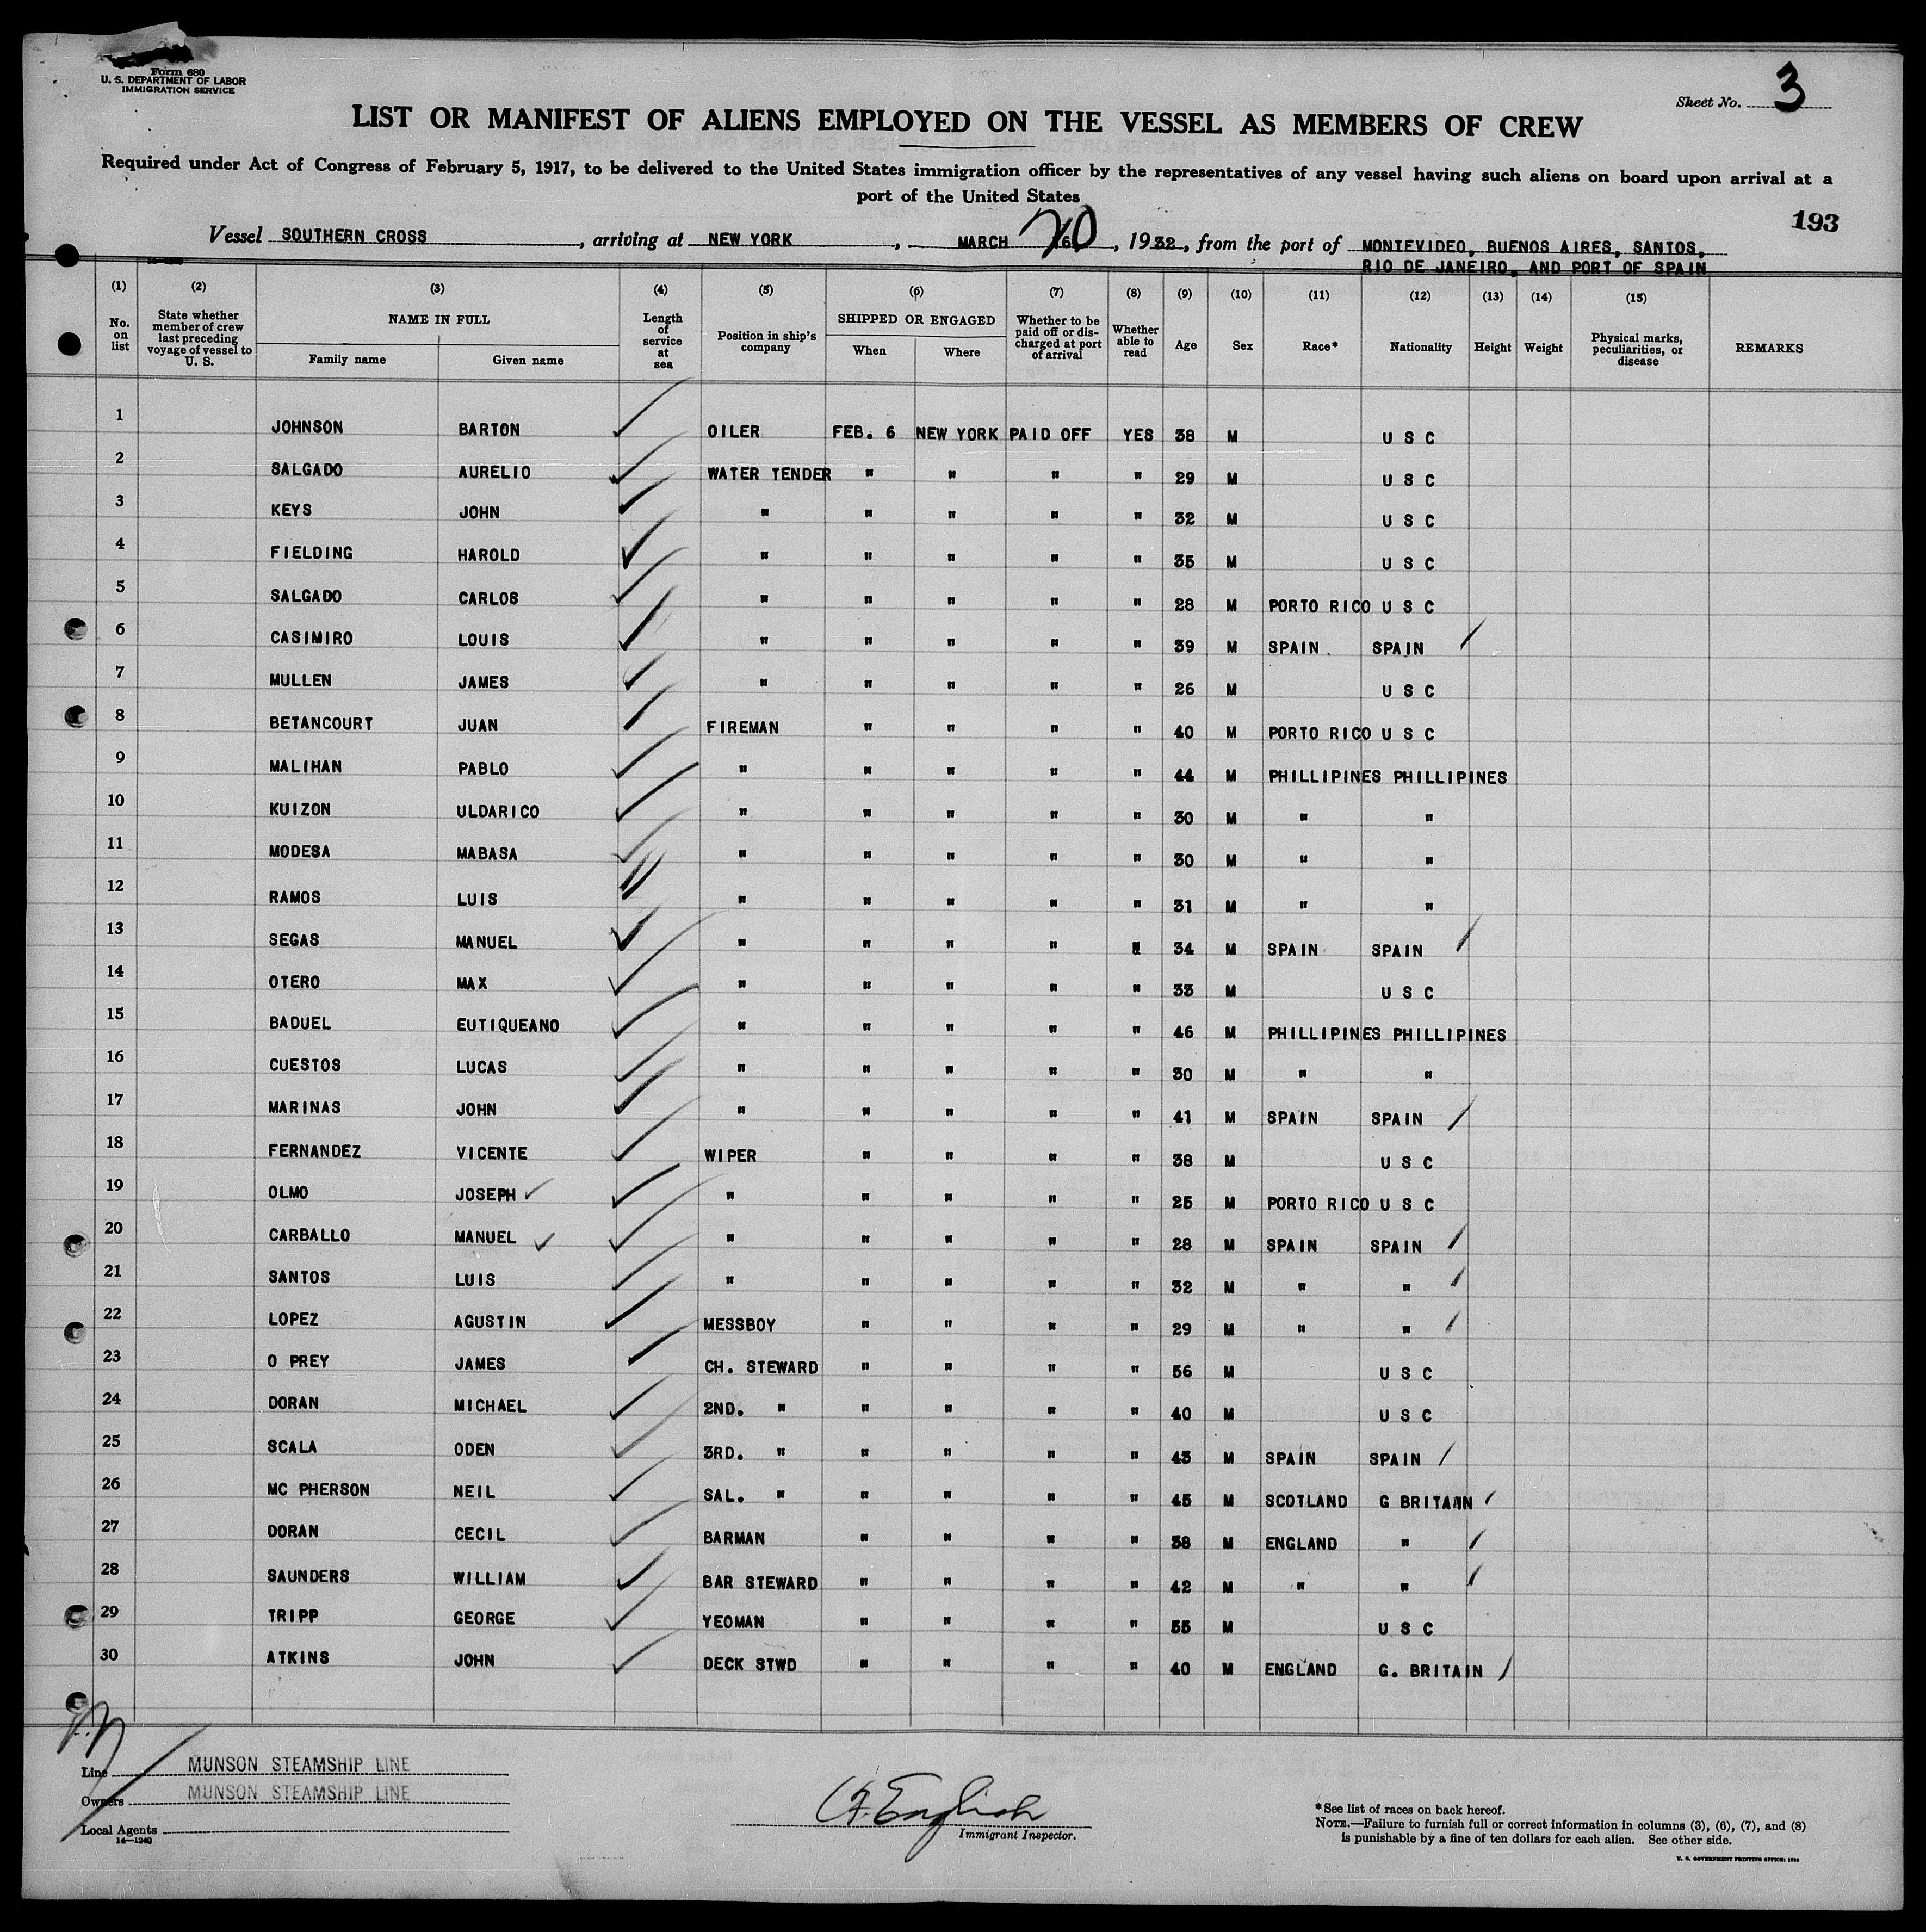 Form 680
U. S. DEPARTMENT OF LABOR
IMMIGRATION SERVICE
Sheet No. 3
LIST OR MANIFEST OF ALIENS EMPLOYED ON THE VESSEL AS MEMBERS OF CREW
Required under Act of Congress of February 5, 1917, to be delivered to the United States immigration officer by the representatives of any vessel having such aliens on board upon arrival at a
port of the United States
193
Vessel SOUTHERN CROSS, arriving at NEW YORK, MARCH 20, 1932, from the port of MONTEVIDEO, BUENOS AIRES, SANTOS,
RIO DE JANEIRO, AND PORT OF SPAIN
(1) (2) (3) (4) (5) (6) (7) (8) (9) (10) (11) (12) (13) (14) (15)
No. on list | State whether member of crew last preceding voyage of vessel to U. S. | NAME IN FULL Family name Given name | Length of service at sea | Position in ship's company | SHIPPED OR ENGAGED When Where | Whether to be paid off or discharged at port of arrival | Whether able to read | Age | Sex | Race* | Nationality | Height | Weight | Physical marks, peculiarities, or disease | REMARKS
1 JOHNSON BARTON ✓ OILER FEB. 6 NEW YORK PAID OFF YES 38 M U S C
2 SALGADO AURELIO ✓ WATER TENDER " " " " 29 M U S C
3 KEYS JOHN ✓ " " " " " 32 M U S C
4 FIELDING HAROLD ✓ " " " " " 35 M U S C
5 SALGADO CARLOS ✓ " " " " " 28 M PORTO RICO U S C
6 CASIMIRO LOUIS ✓ " " " " " 39 M SPAIN. SPAIN /
7 MULLEN JAMES ✓ " " " " " 26 M U S C
8 BETANCOURT JUAN ✓ FIREMAN " " " " 40 M PORTO RICO U S C
9 MALIHAN PABLO ✓ " " " " " 44 M PHILLIPINES PHILLIPINES
10 KUIZON ULDARICO ✓ " " " " " 30 M " "
11 MODESA MABASA ✓ " " " " " 30 M " "
12 RAMOS LUIS // " " " " " 31 M " "
13 SEGAS MANUEL ✓ " " " " " 34 M SPAIN SPAIN /
14 OTERO MAX ✓ " " " " " 33 M U S C
15 BADUEL EUTIQUEANO ✓ " " " " " 46 M PHILLIPINES PHILLIPINES
16 CUESTOS LUCAS ✓ " " " " " 30 M " "
17 MARINAS JOHN ✓ " " " " " 41 M SPAIN SPAIN /
18 FERNANDEZ VICENTE ✓ WIPER " " " " 38 M U S C
19 OLMO JOSEPH ✓ ✓ " " " " " 25 M PORTO RICO U S C
20 CARBALLO MANUEL ✓ ✓ " " " " " 28 M SPAIN SPAIN /
21 SANTOS LUIS ✓ " " " " " 32 M " " /
22 LOPEZ AGUSTIN ✓ MESSBOY " " " " 29 M " " /
23 O PREY JAMES ✓ CH. STEWARD " " " " 56 M U S C
24 DORAN MICHAEL ✓ 2ND. " " " " " 40 M U S C
25 SCALA ODEN ✓ 3RD. " " " " " 43 M SPAIN SPAIN /
26 MC PHERSON NEIL ✓ SAL. " " " " " 45 M SCOTLAND G BRITAIN /
27 DORAN CECIL ✓ BARMAN " " " " 38 M ENGLAND " /
28 SAUNDERS WILLIAM ✓ BAR STEWARD " " " " 42 M " " /
29 TRIPP GEORGE ✓ YEOMAN " " " " 55 M U S C
30 ATKINS JOHN ✓ DECK STWD " " " " 40 M ENGLAND G. BRITAIN /
Line MUNSON STEAMSHIP LINE
Owners MUNSON STEAMSHIP LINE
Local Agents
14—1240
English
Immigrant Inspector.
*See list of races on back hereof.
NOTE.—Failure to furnish full or correct information in columns (3), (6), (7), and (8)
is punishable by a fine of ten dollars for each alien. See other side.
U. S. GOVERNMENT PRINTING OFFICE: 1930